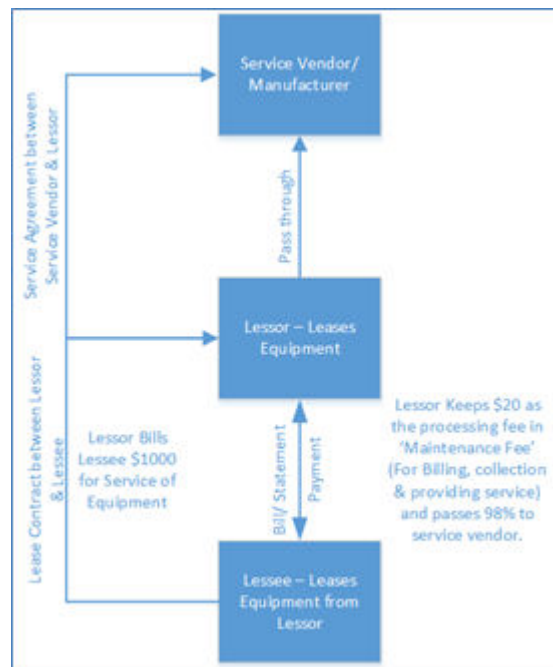 Service Vendor/
Manufacturer
Service Agreement between
Service Vendor & Lessor
Pass through
Lessor – Leases
Equipment
Lease Contract between Lessor
& Lessee
Lessor Bills
Lessee $1000
for Service of
Equipment
Bill/ Statement
Payment
Lessor Keeps $20 as
the processing fee in
‘Maintenance Fee’
(For Billing, collection
& providing service)
and passes 98% to
service vendor.
Lessee – Leases
Equipment from
Lessor